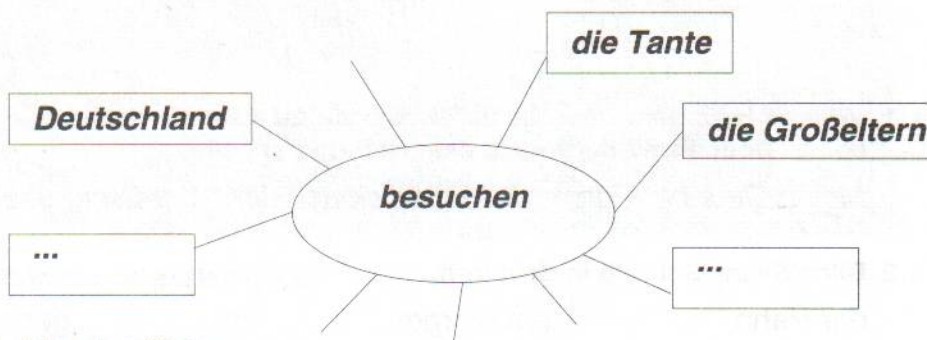 die Tante
Deutschland
die Großeltern
besuchen
...
...